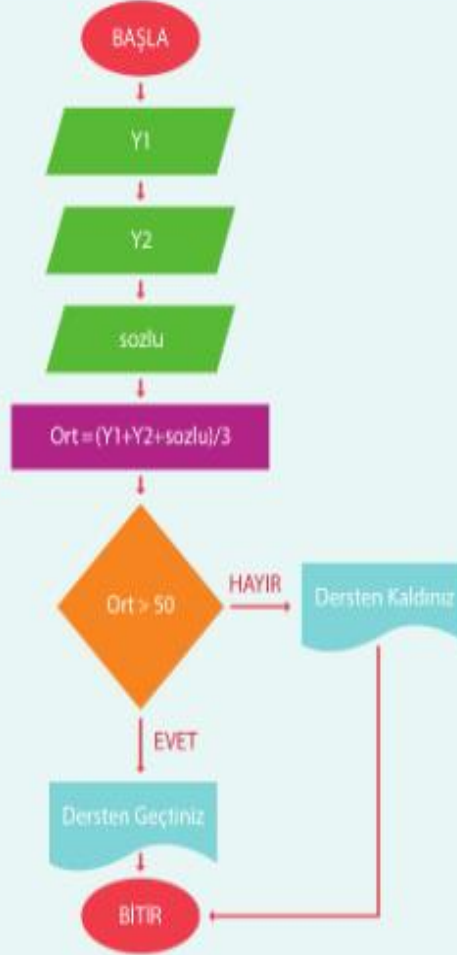 BAŞLA
Y1
Y2
sozlu
Ort = (Y1+Y2+sozlu)/3
Ort > 50
HAYIR
Dersten Kaldınız
EVET
Dersten Geçtiniz
BİTİR